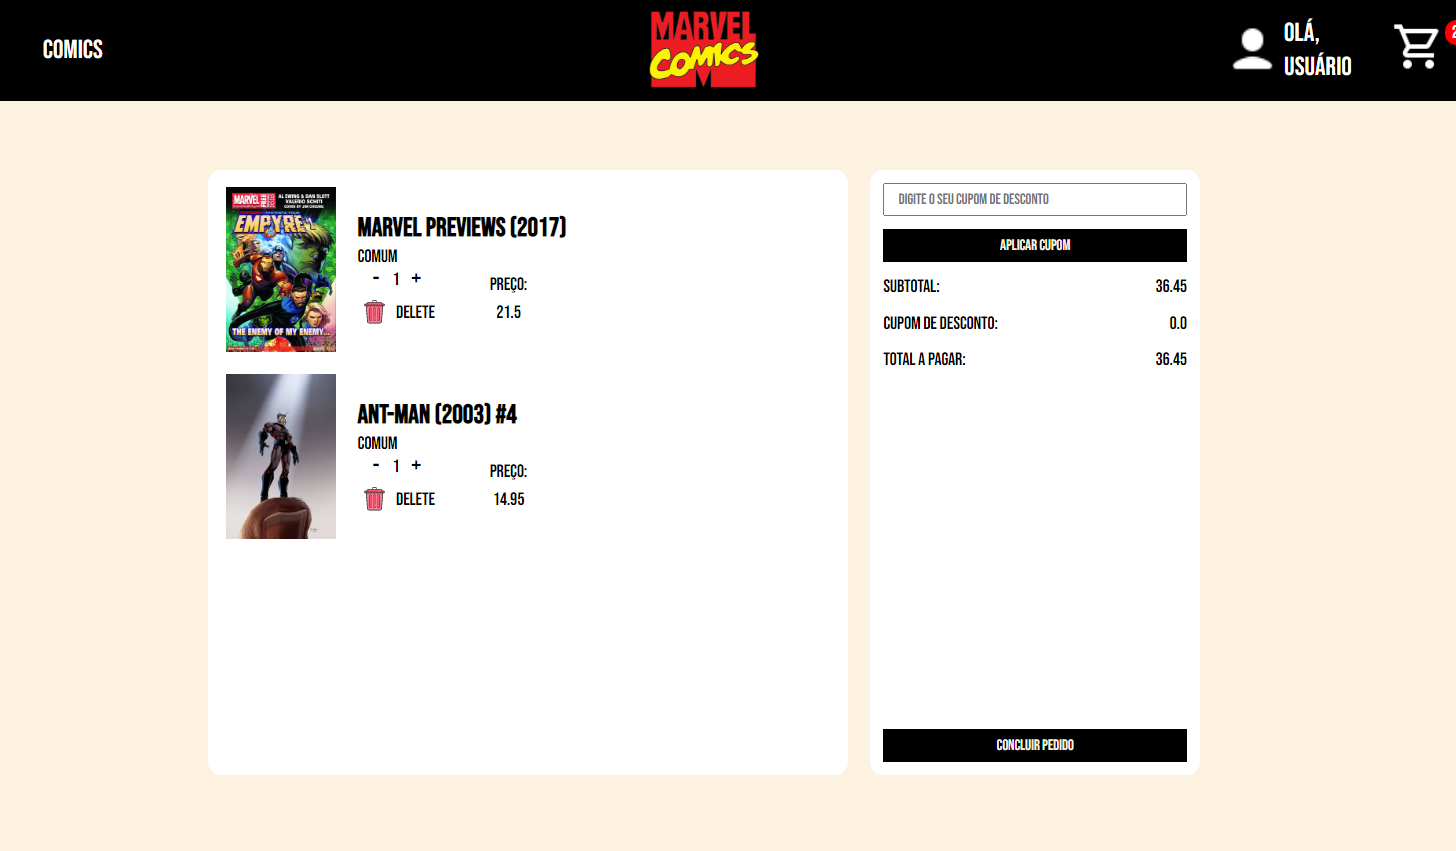 COMICS
MARVEL
COMICS
OLÁ,
USUÁRIO
2
MARVEL
AL EWING & DAN SLOTT
VALERIO SCHITI
EMPYRE
THE ENEMY OF MY ENEMY...
MARVEL PREVIEWS (2017)
COMUM
- 1 +
DELETE
PREÇO:
21.5
ANT-MAN (2003) #4
COMUM
- 1 +
DELETE
PREÇO:
14.95
DIGITE O SEU CUPOM DE DESCONTO
APLICAR CUPOM
SUBTOTAL: 36.45
CUPOM DE DESCONTO: 0.0
TOTAL A PAGAR: 36.45
CONCLUIR PEDIDO